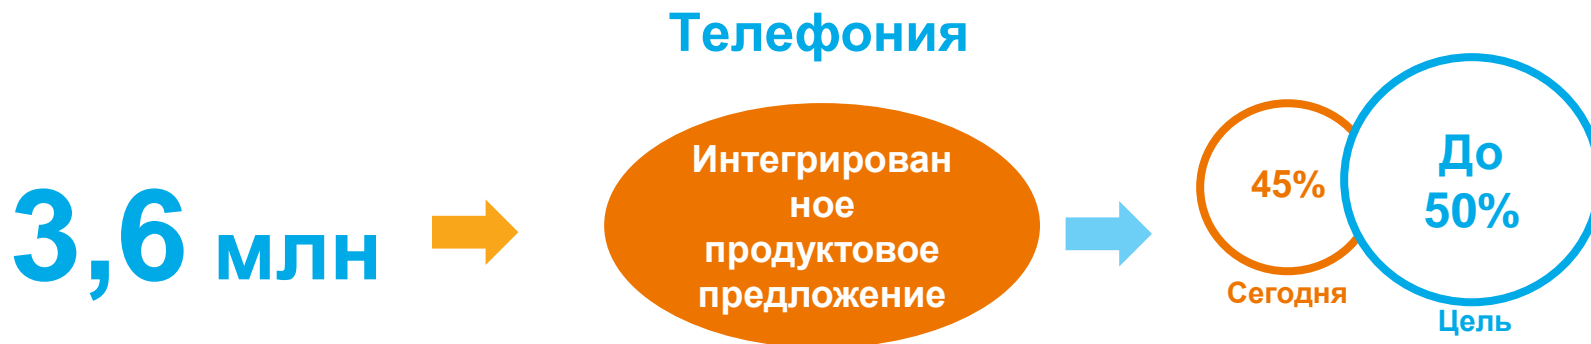 Телефония
3,6 млн
Интегрирован
ное
продуктовое
предложение
45%
Сегодня
До
50%
Цель